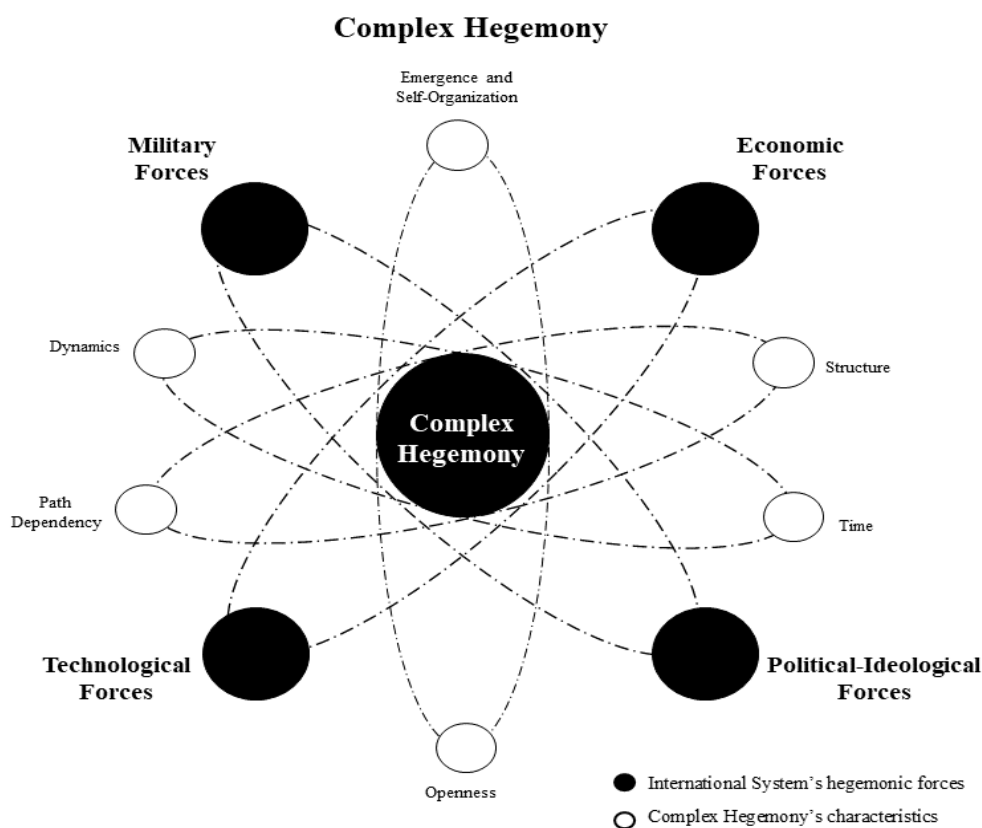 Complex Hegemony
Emergence and
Self-Organization
Military
Forces
Economic
Forces
Dynamics
Structure
Complex
Hegemony
Path
Dependency
Time
Technological
Forces
Political-Ideological
Forces
Openness
International System's hegemonic forces
Complex Hegemony's characteristics